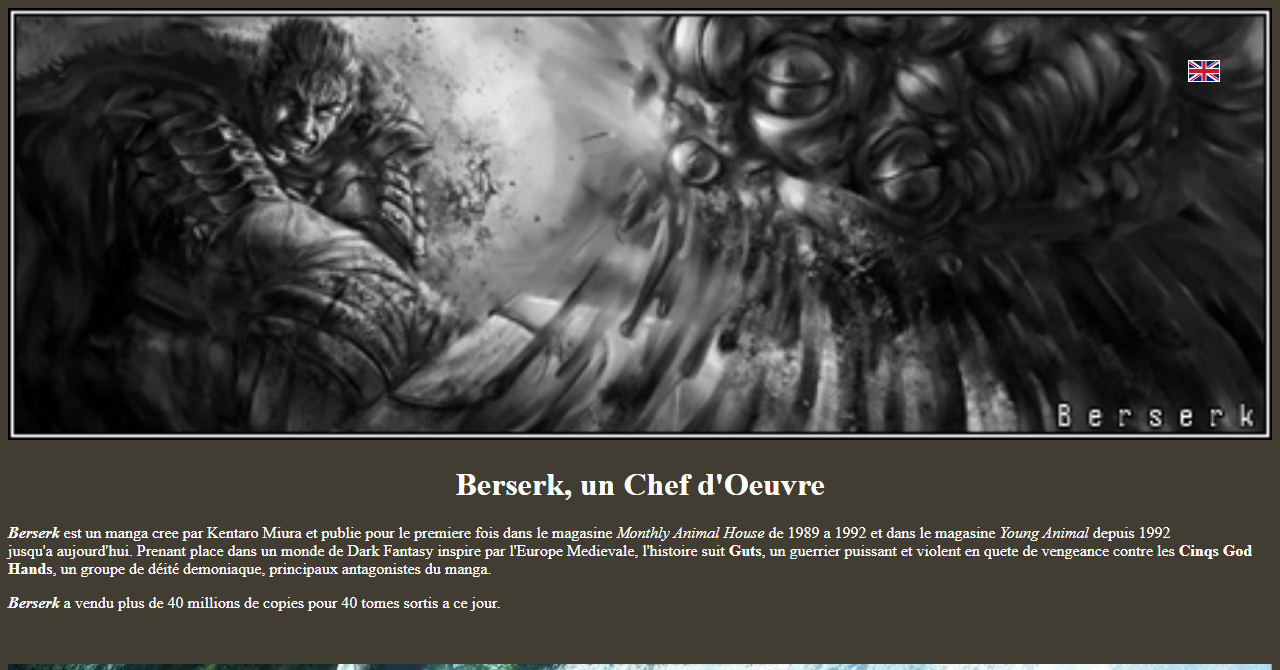 Berserk
Berserk, un Chef d'Oeuvre
Berserk est un manga cree par Kentaro Miura et publie pour le premiere fois dans le magasine Monthly Animal House de 1989 a 1992 et dans le magasine Young Animal depuis 1992
jusqu'a aujourd'hui. Prenant place dans un monde de Dark Fantasy inspire par l'Europe Medievale, l'histoire suit Guts, un guerrier puissant et violent en quete de vengeance contre les Cinqs God
Hands, un groupe de déité demoniaque, principaux antagonistes du manga.
Berserk a vendu plus de 40 millions de copies pour 40 tomes sortis a ce jour.